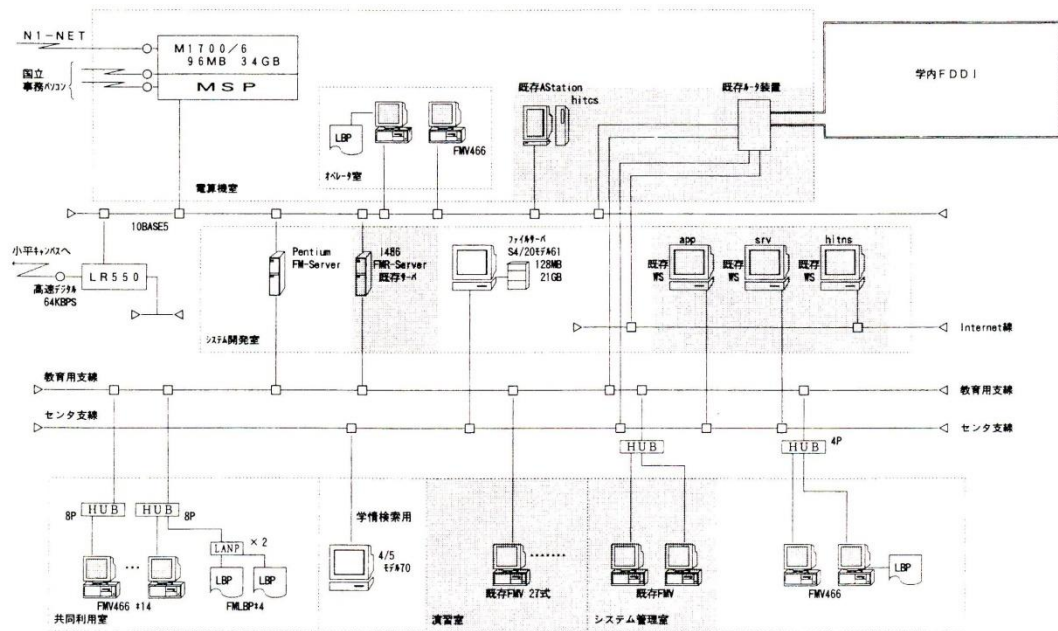 N1-NET
M1700/6
96MB 34GB
MSP
国立
事務パソコン
LBP
FMV466
オペレータ室
電算機室
既存AStation
hitcs
既存ルータ装置
学内FDDI
10BASE5
小平キャンパスへ
LR550
高速デジタル
64KBPS
Pentium
FM-Server
i486
FMR-Server
既存サーバ
ファイルサーバ
S4/20モデル61
128MB
21GB
app
既存
WS
srv
既存
WS
hitns
既存
WS
システム開発室
Internet線
教育用支線
教育用支線
センタ支線
センタ支線
HUB
HUB
4P
HUB
8P
HUB
8P
LANP
×2
LBP
LBP
FMV466 *14
FMLBP*4
共同利用室
学情検索用
4/5
モデル70
既存FMV 27式
演習室
既存FMV
システム管理室
FMV466
LBP